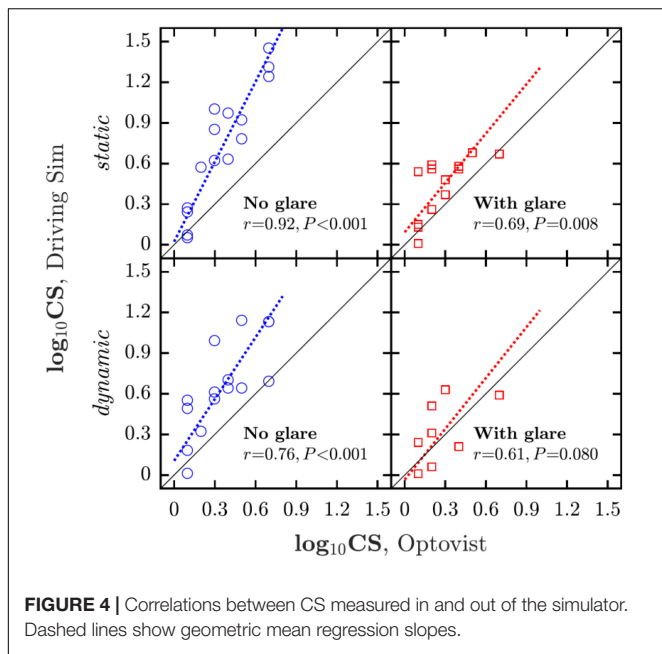 1.5
1.2
0.9
0.6
0.3
0
static
No glare
r=0.92, P<0.001
With glare
r=0.69, P=0.008
log₁₀CS, Driving Sim
1.5
1.2
0.9
0.6
0.3
0
dynamic
No glare
r=0.76, P<0.001
With glare
r=0.61, P=0.080
0 0.3 0.6 0.9 1.2 1.5 0 0.3 0.6 0.9 1.2 1.5
log₁₀CS, Optovist
FIGURE 4 | Correlations between CS measured in and out of the simulator.
Dashed lines show geometric mean regression slopes.